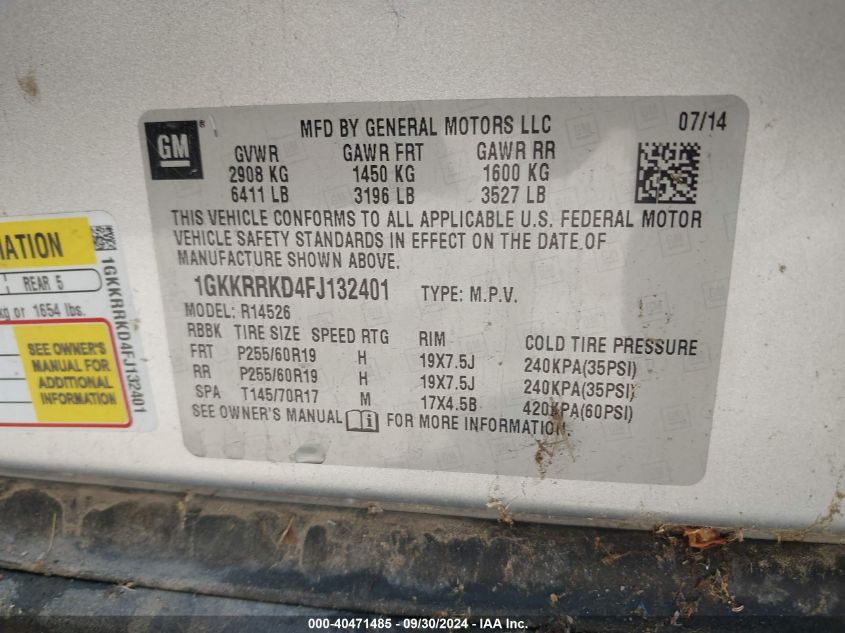 MFD BY GENERAL MOTORS LLC 07/14
GM ®
GVWR GAWR FRT GAWR RR
2908 KG 1450 KG 1600 KG
6411 LB 3196 LB 3527 LB
THIS VEHICLE CONFORMS TO ALL APPLICABLE U.S. FEDERAL MOTOR
VEHICLE SAFETY STANDARDS IN EFFECT ON THE DATE OF
MANUFACTURE SHOWN ABOVE.
1GKKRRKD4FJ132401 TYPE: M.P.V.
MODEL: R14526
RBBK TIRE SIZE SPEED RTG RIM COLD TIRE PRESSURE
FRT P255/60R19 H 19X7.5J 240KPA(35PSI)
RR P255/60R19 H 19X7.5J 240KPA(35PSI)
SPA T145/70R17 M 17X4.5B 420KPA(60PSI)
SEE OWNER'S MANUAL i FOR MORE INFORMATION
REAR 5
kg or 1654 lbs.
SEE OWNER'S
MANUAL FOR
ADDITIONAL
INFORMATION
1GKKRRKD4FJ132401
000-40471485 - 09/30/2024 - IAA Inc.